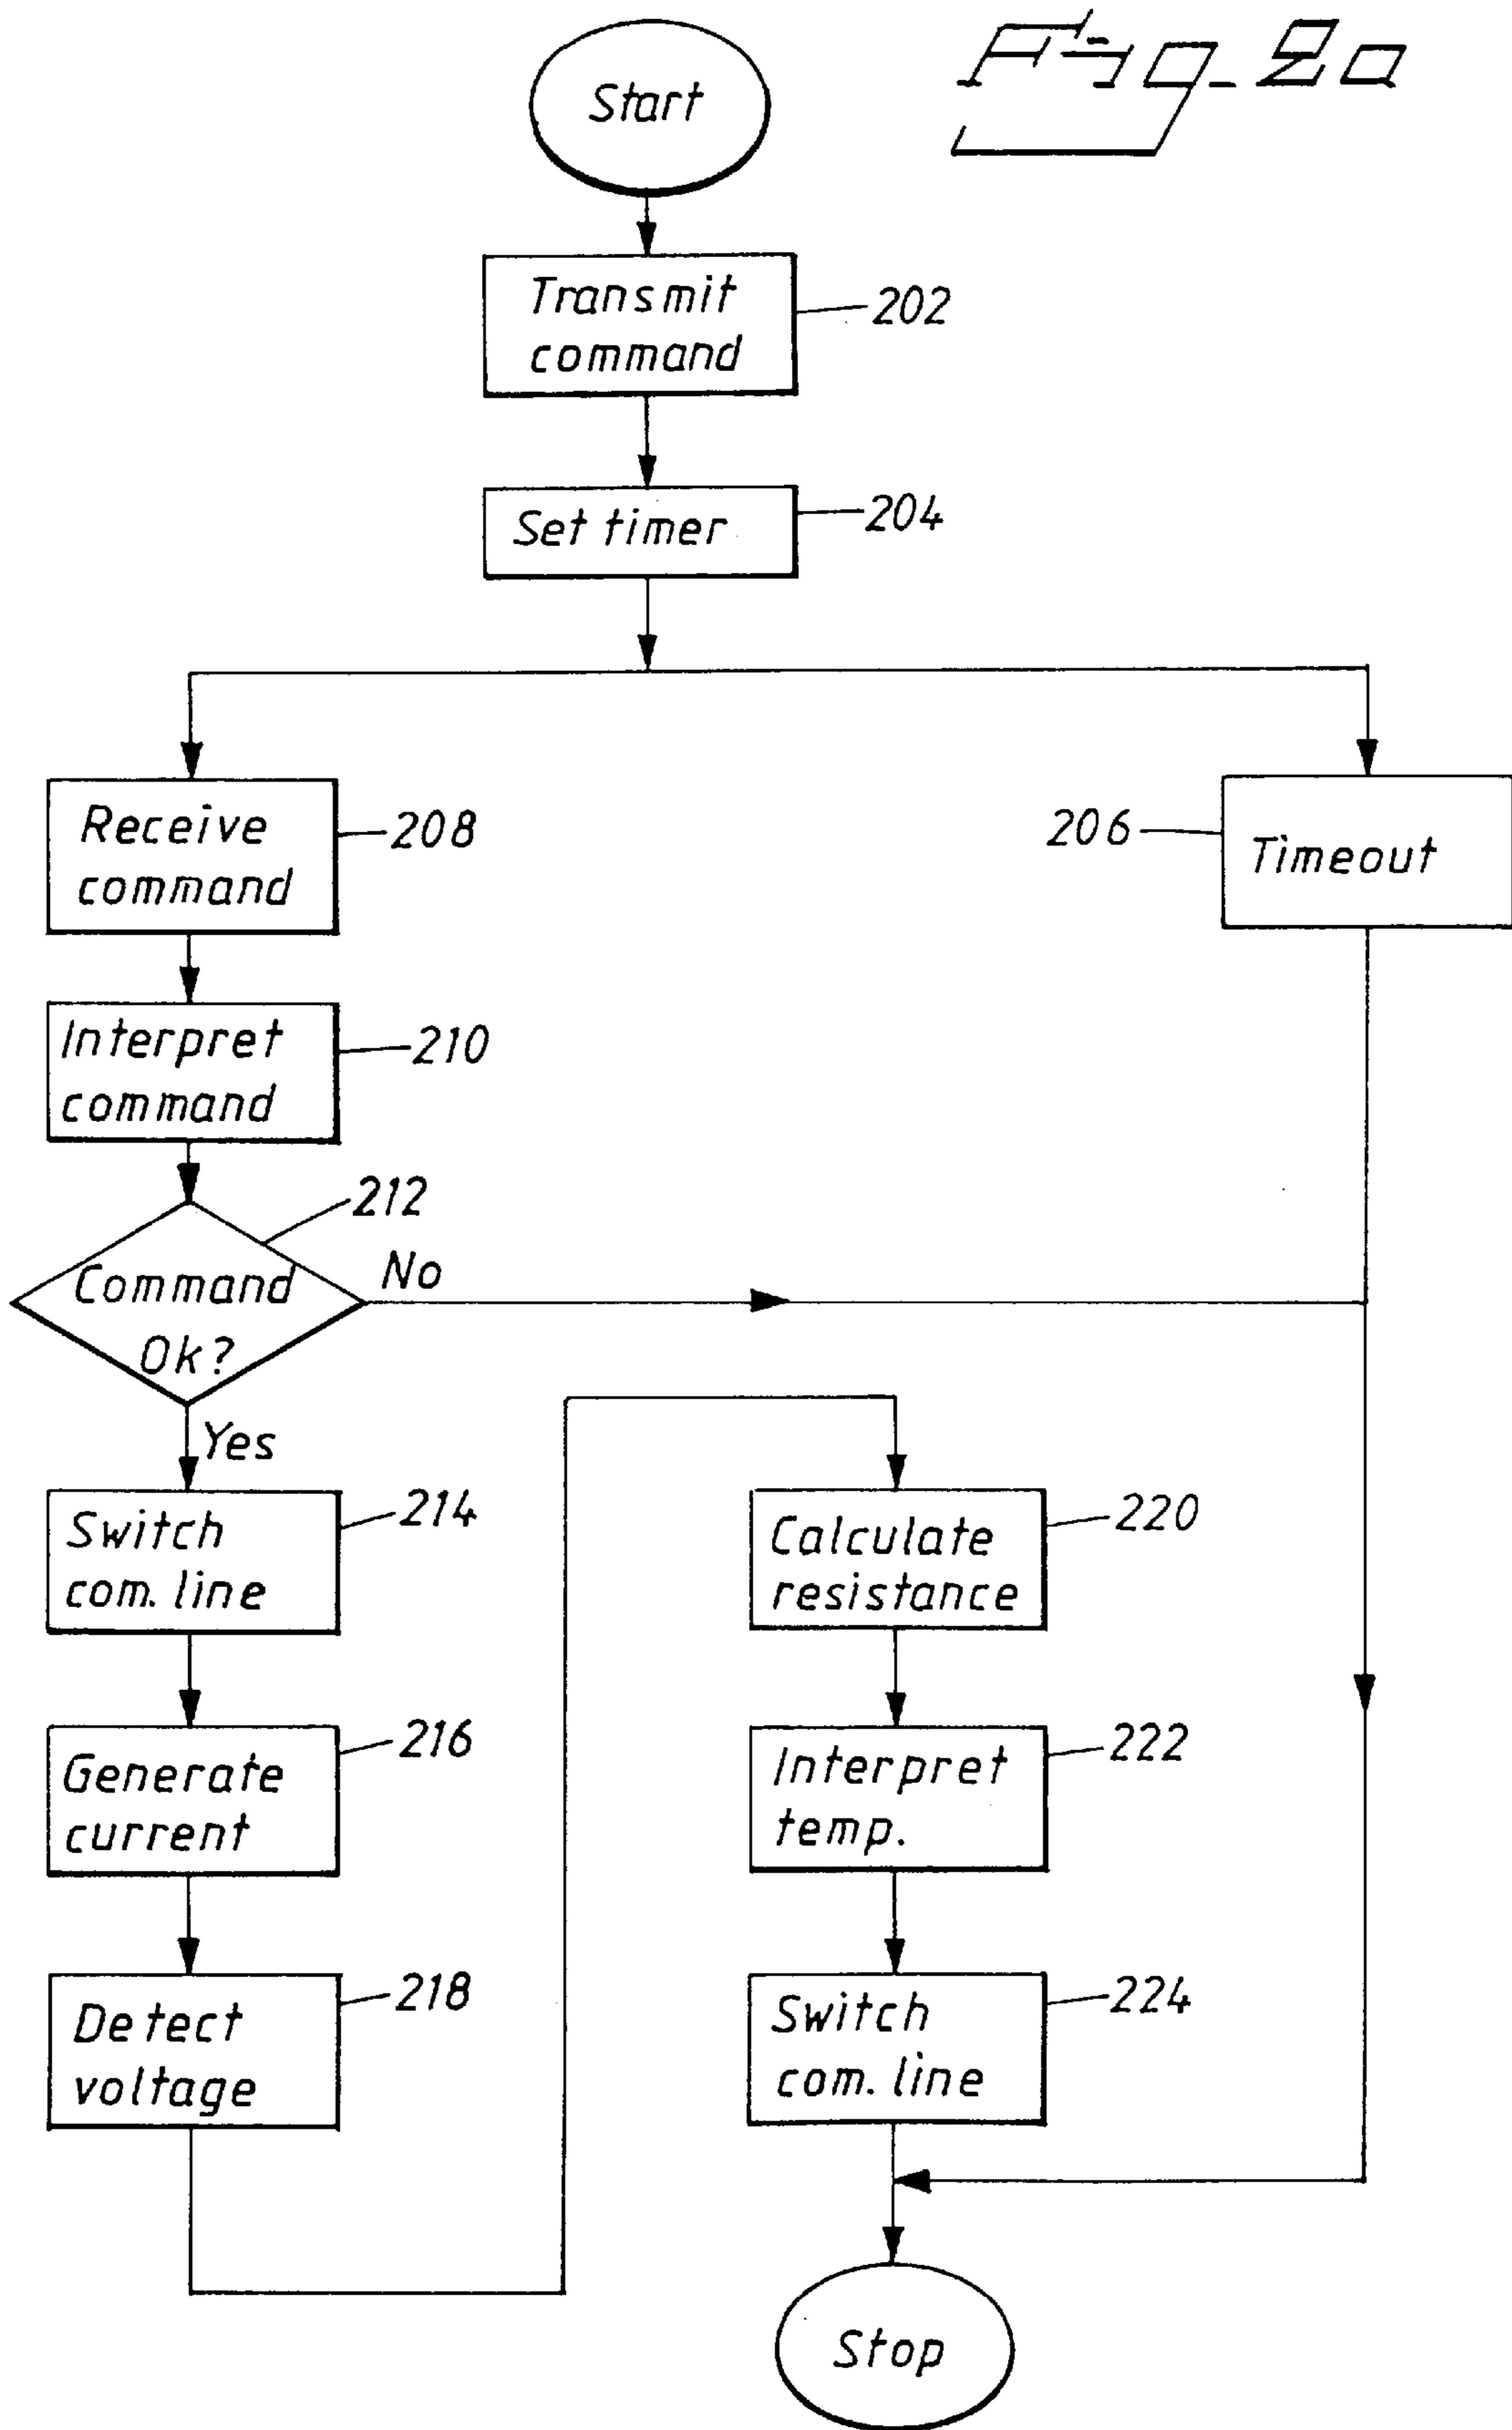 Fig. 2a
Start
Transmit
command
202
Set timer
204
Receive
command
208
206
Timeout
Interpret
command
210
212
Command
Ok?
No
Yes
Switch
com. line
214
Generate
current
216
Detect
voltage
218
Calculate
resistance
220
Interpret
temp.
222
Switch
com. line
224
Stop